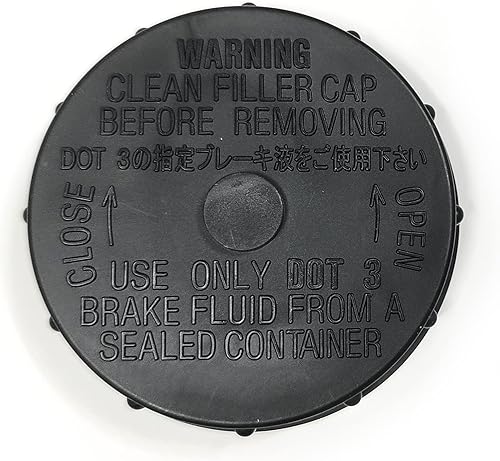 WARNING
CLEAN FILLER CAP
BEFORE REMOVING
DOT 3の指定ブレーキ液をご使用下さい
CLOSE
OPEN
USE ONLY DOT 3
BRAKE FLUID FROM A
SEALED CONTAINER